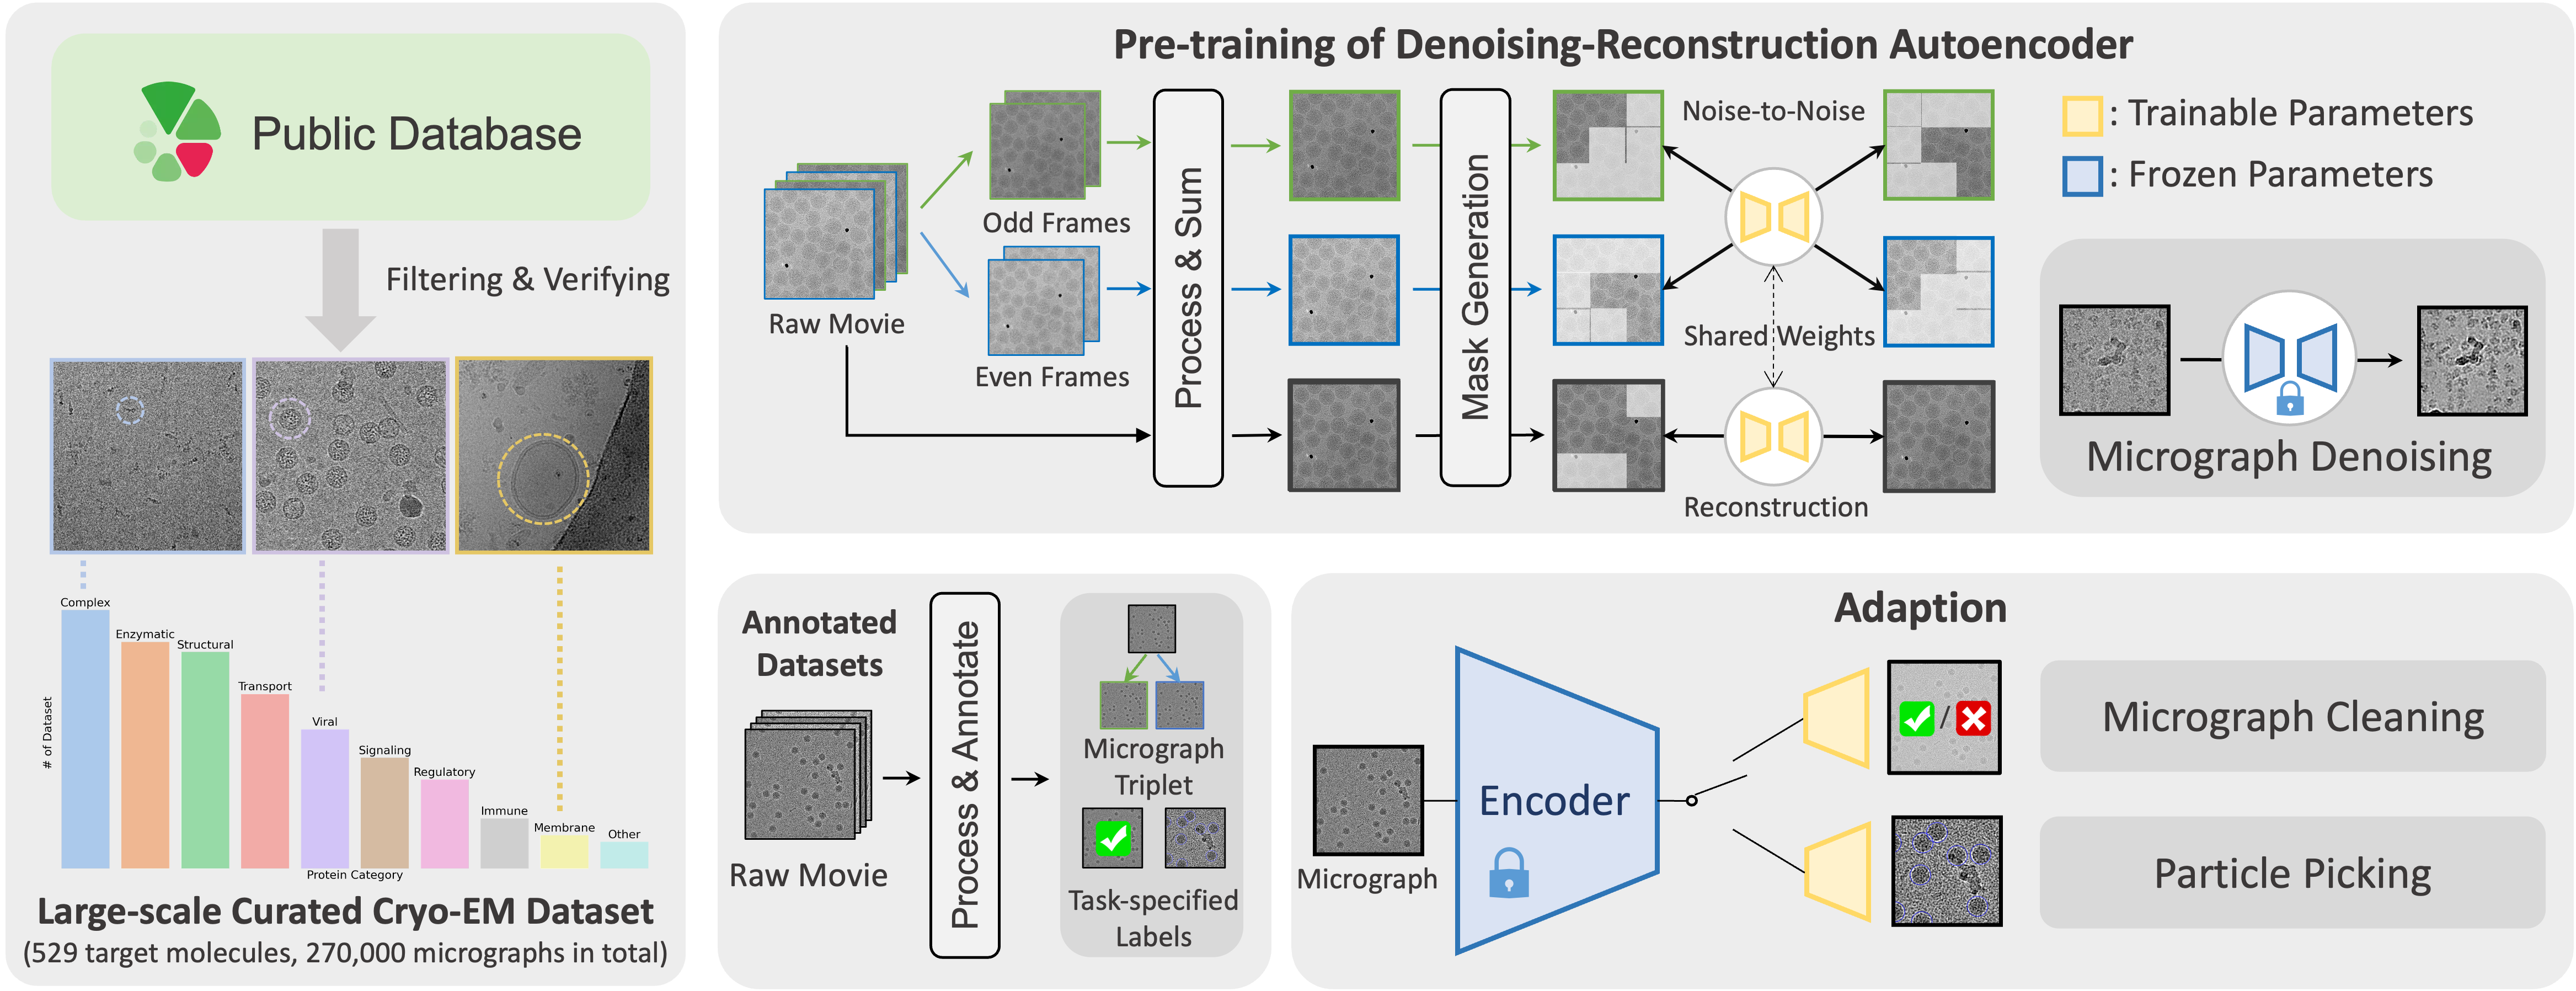 Public Database
Filtering & Verifying
Complex
Enzymatic
Structural
Transport
Viral
Signaling
Regulatory
Immune
Membrane
Other
# of Dataset
Protein Category
Large-scale Curated Cryo-EM Dataset
(529 target molecules, 270,000 micrographs in total)
Pre-training of Denoising-Reconstruction Autoencoder
Raw Movie
Odd Frames
Even Frames
Process & Sum
Mask Generation
Noise-to-Noise
Shared Weights
Reconstruction
: Trainable Parameters
: Frozen Parameters
Micrograph Denoising
Annotated
Datasets
Raw Movie
Process & Annotate
Micrograph
Triplet
Task-specified
Labels
Adaption
Micrograph
Encoder
/
Micrograph Cleaning
Particle Picking